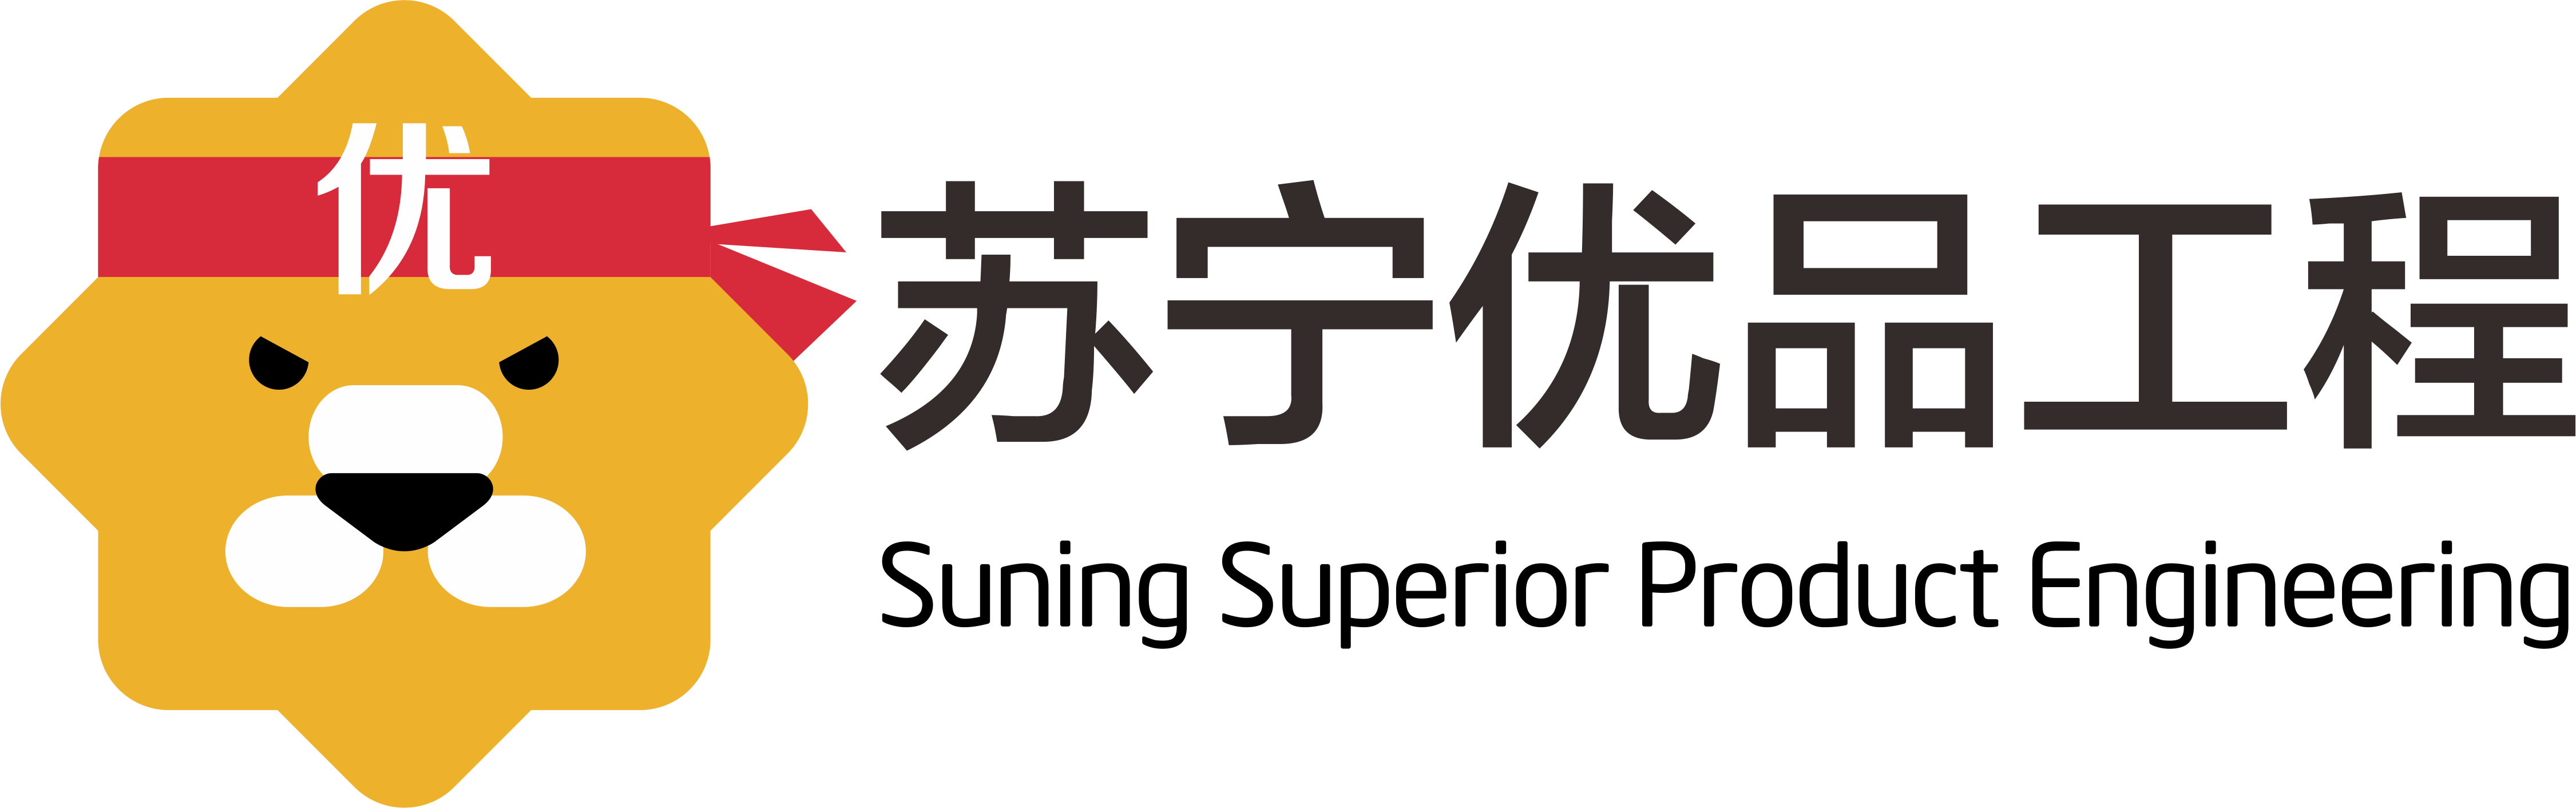 优
苏宁优品工程
Suning Superior Product Engineering